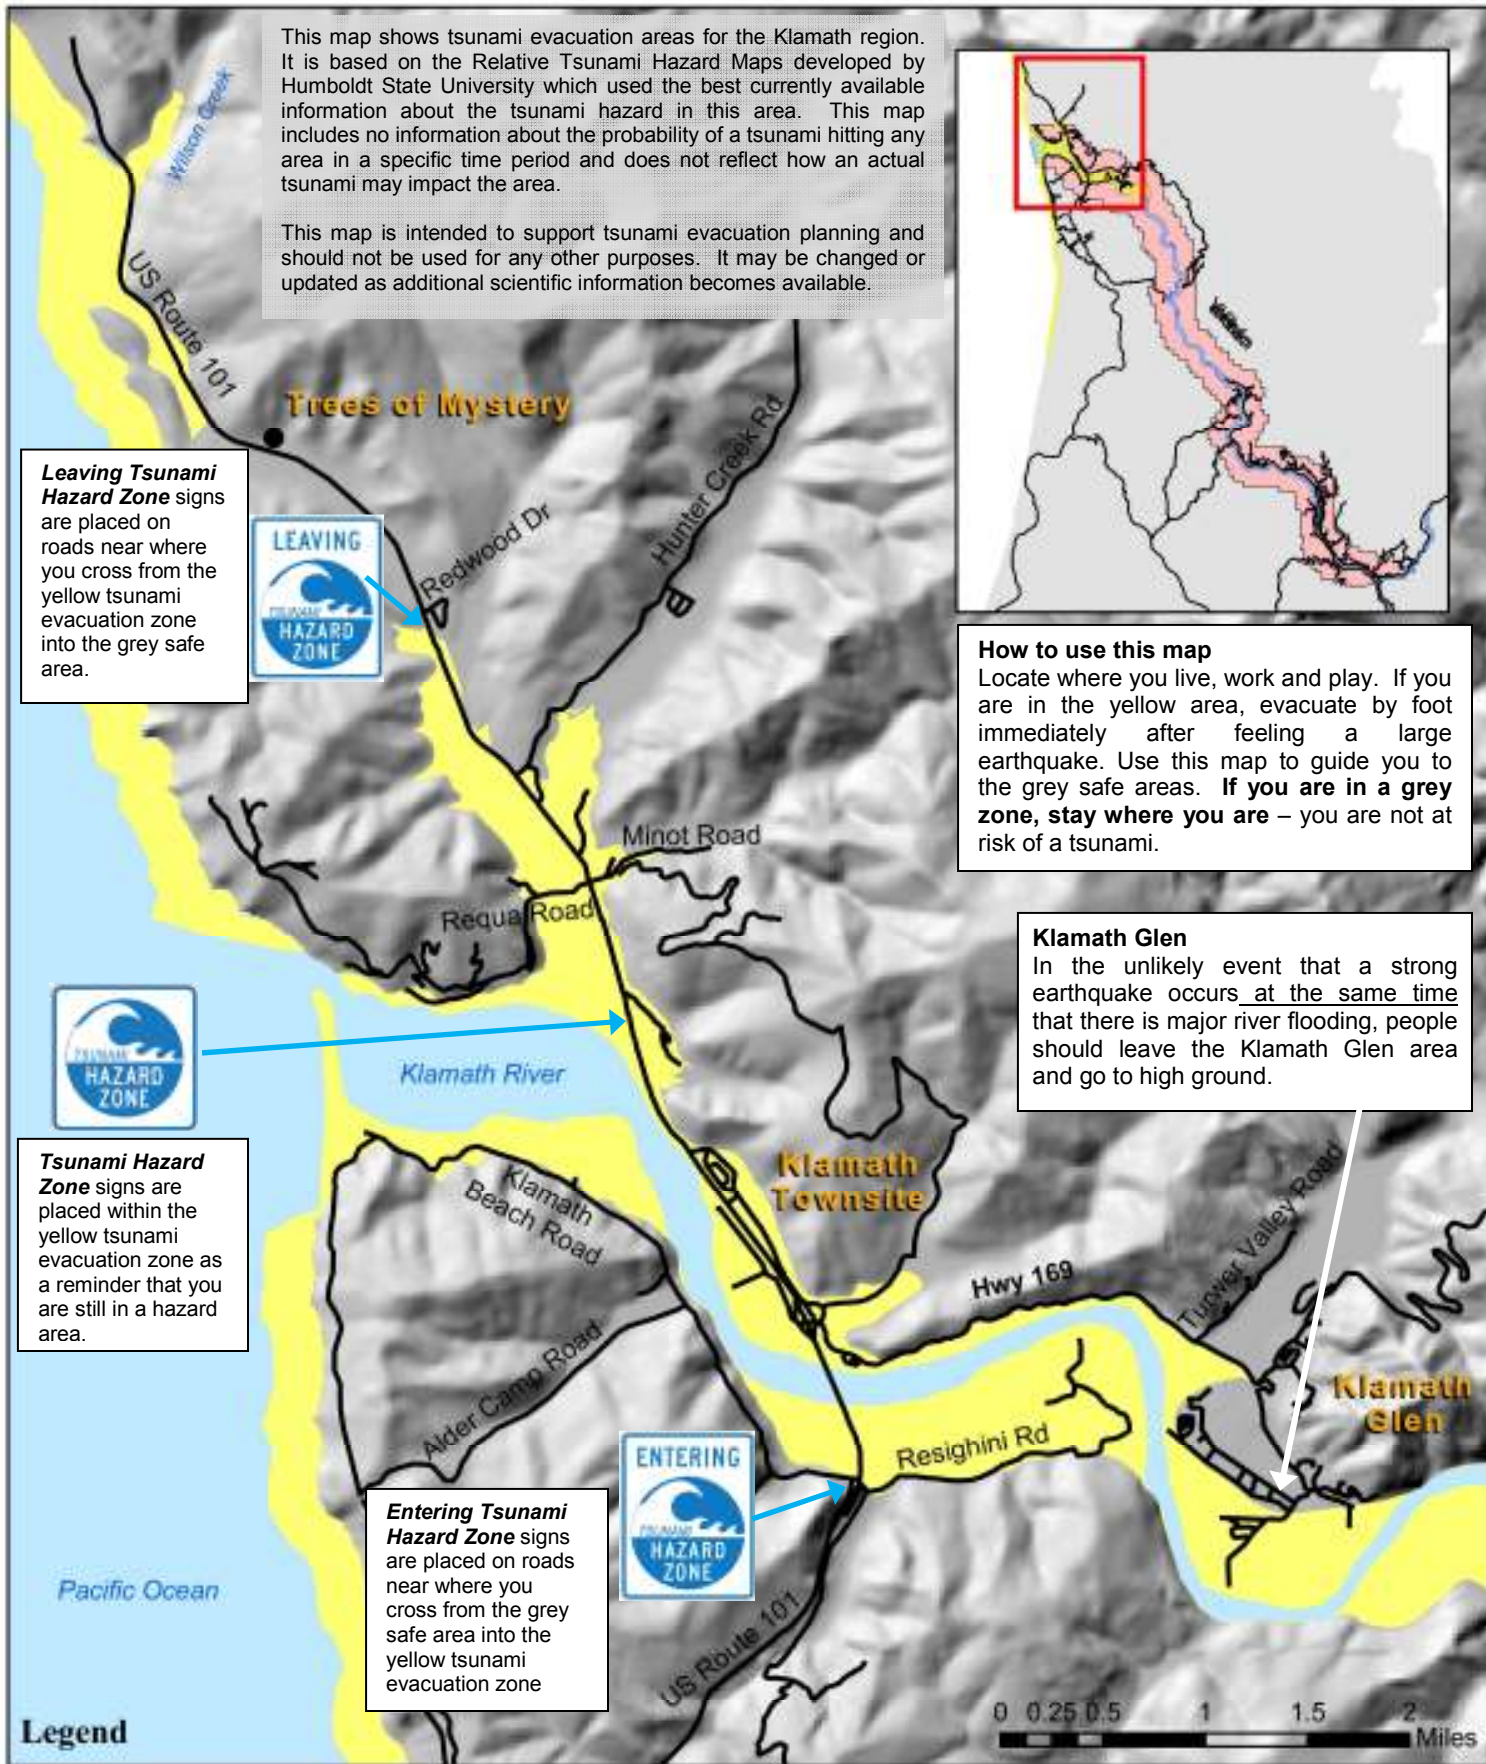 This map shows tsunami evacuation areas for the Klamath region.
It is based on the Relative Tsunami Hazard Maps developed by
Humboldt State University which used the best currently available
information about the tsunami hazard in this area. This map
includes no information about the probability of a tsunami hitting any
area in a specific time period and does not reflect how an actual
tsunami may impact the area.
This map is intended to support tsunami evacuation planning and
should not be used for any other purposes. It may be changed or
updated as additional scientific information becomes available.
Wilson Creek
US Route 101
Trees of Mystery
Hunter Creek Rd
Redwood Dr
Leaving Tsunami
Hazard Zone signs
are placed on
roads near where
you cross from the
yellow tsunami
evacuation zone
into the grey safe
area.
LEAVING
TSUNAMI
HAZARD
ZONE
How to use this map
Locate where you live, work and play. If you
are in the yellow area, evacuate by foot
immediately after feeling a large
earthquake. Use this map to guide you to
the grey safe areas. If you are in a grey
zone, stay where you are – you are not at
risk of a tsunami.
Minot Road
Requa Road
Klamath Glen
In the unlikely event that a strong
earthquake occurs at the same time
that there is major river flooding, people
should leave the Klamath Glen area
and go to high ground.
TSUNAMI
HAZARD
ZONE
Klamath River
Tsunami Hazard
Zone signs are
placed within the
yellow tsunami
evacuation zone as
a reminder that you
are still in a hazard
area.
Klamath
Beach Road
Klamath
Townsite
Hwy 169
Turwer Valley Road
Alder Camp Road
Klamath
Glen
Resighini Rd
ENTERING
TSUNAMI
HAZARD
ZONE
Entering Tsunami
Hazard Zone signs
are placed on roads
near where you
cross from the grey
safe area into the
yellow tsunami
evacuation zone
Pacific Ocean
US Route 101
Legend
0 0.25 0.5 1 1.5 2
Miles